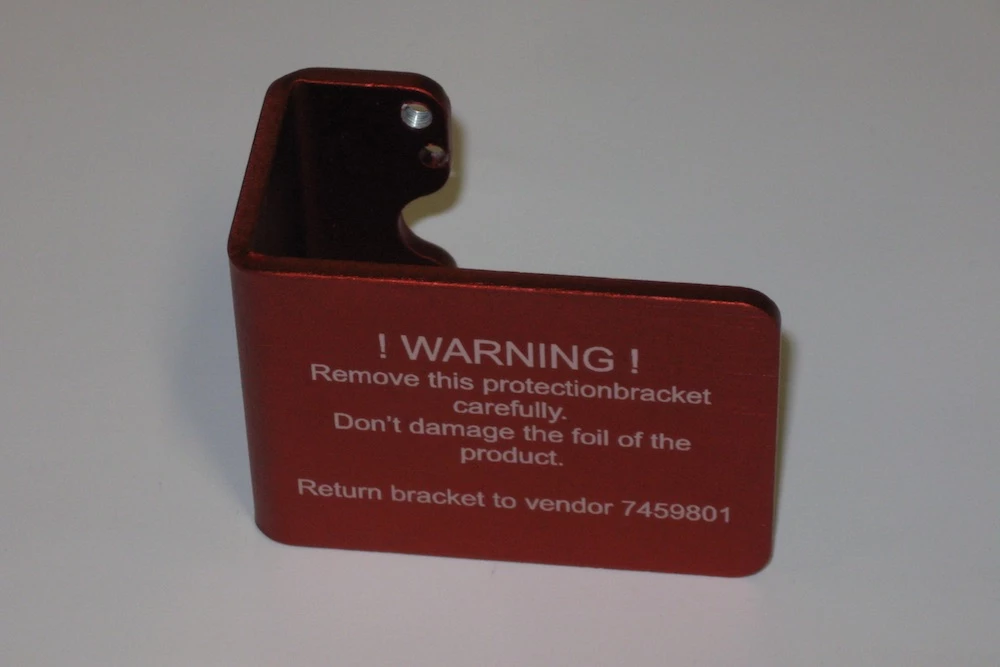 ! WARNING !
Remove this protectionbracket
carefully.
Don't damage the foil of the
product.
Return bracket to vendor 7459801